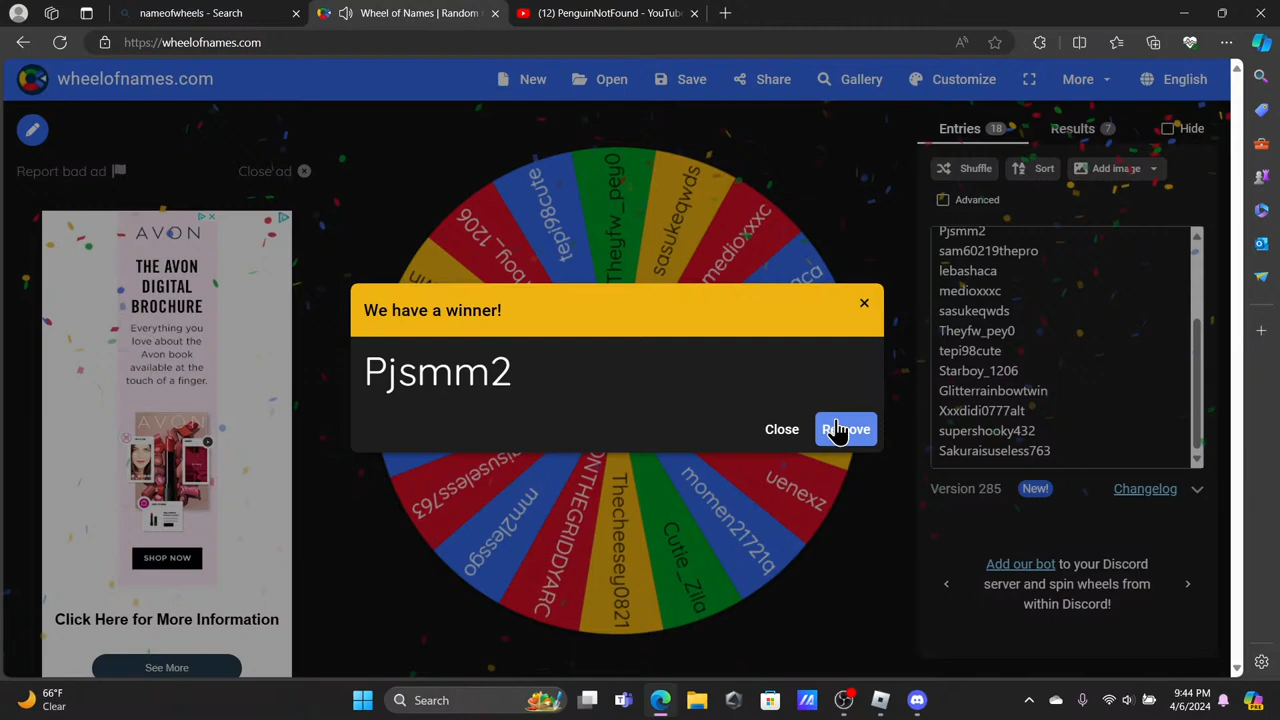 nameofwheels - Search
Wheel of Names | Random
(12) PenguinNotFound - YouTube
https://wheelofnames.com
wheelofnames.com
New
Open
Save
Share
Gallery
Customize
More
English
Report bad ad
Close ad
AVON
THE AVON
DIGITAL
BROCHURE
Everything you
love about the
Avon book
available at the
touch of a finger.
SHOP NOW
Click Here for More Information
See More
boy_1206
tepi98cute
Theyfw_pey0
sasukeqwds
medioxxxc
aca
win
We have a winner!
Pjsmm2
Close
Remove
isuseless763
mm2lessgo
ONTHEGRIDDYARC
Thecheesey0821
Cutie_Zila
momen21721q
uenexz
Entries 18
Results 7
Hide
Shuffle
Sort
Add image
Advanced
Pjsmm2
sam60219thepro
lebashaca
medioxxxc
sasukeqwds
Theyfw_pey0
tepi98cute
Starboy_1206
Glitterrainbowtwin
Xxxdidi0777alt
supershooky432
Sakuraisuseless763
Version 285
New!
Changelog
Add our bot to your Discord
server and spin wheels from
within Discord!
66°F
Clear
Search
9:44 PM
4/6/2024